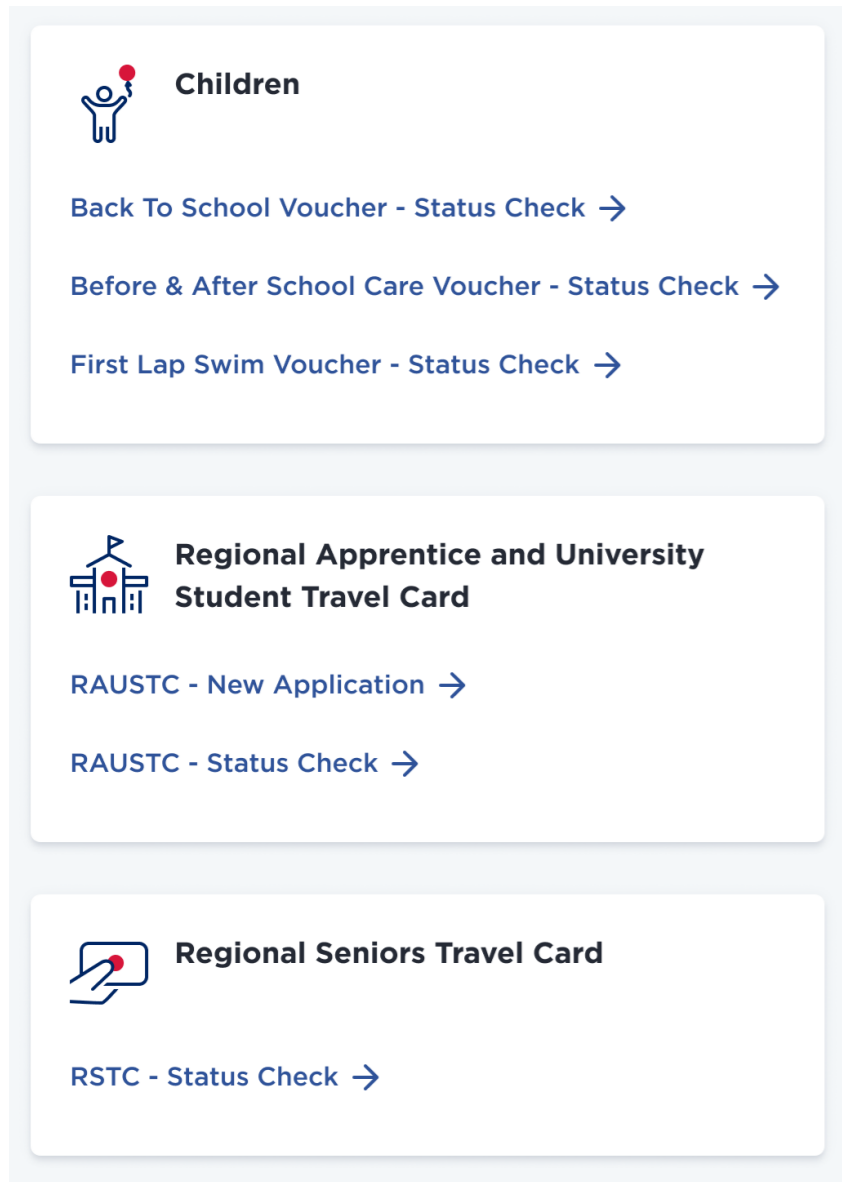 Children
Back To School Voucher - Status Check →
Before & After School Care Voucher - Status Check →
First Lap Swim Voucher - Status Check →
Regional Apprentice and University
Student Travel Card
RAUSTC - New Application →
RAUSTC - Status Check →
Regional Seniors Travel Card
RSTC - Status Check →